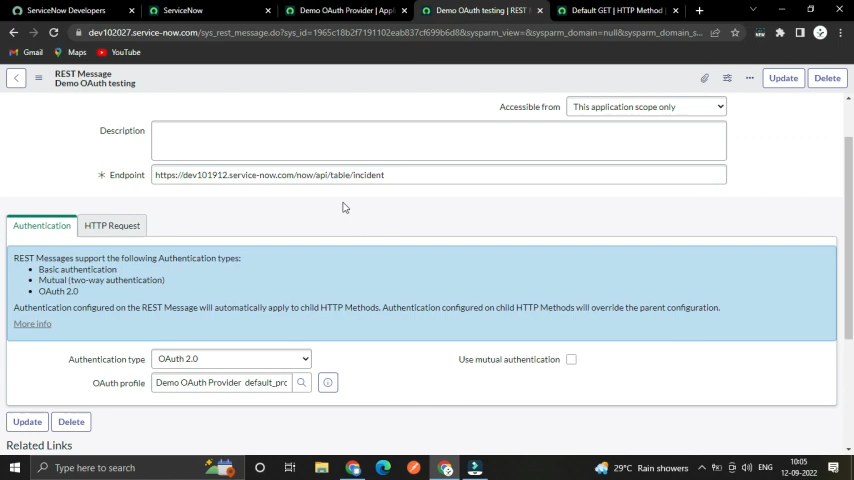 ServiceNow Developers
ServiceNow
Demo OAuth Provider | Appl
Demo OAuth testing | REST
Default GET | HTTP Method |
dev102027.service-now.com/sys_rest_message.do?sys_id=1965c18b2f7191102eab837cf699b6d8&sysparm_view=&sysparm_domain=null&sysparm_domain_s...
Gmail
Maps
YouTube
REST Message
Demo OAuth testing
Update
Delete
Accessible from
This application scope only
Description
Endpoint
https://dev101912.service-now.com/now/api/table/incident
Authentication
HTTP Request
REST Messages support the following Authentication types:
Basic authentication
Mutual (two-way authentication)
OAuth 2.0
Authentication configured on the REST Message will automatically apply to child HTTP Methods. Authentication configured on child HTTP Methods will override the parent configuration.
More info
Authentication type
OAuth 2.0
Use mutual authentication
OAuth profile
Demo OAuth Provider default_prc
Update
Delete
Related Links
Type here to search
29°C Rain showers
ENG
10:05
12-09-2022